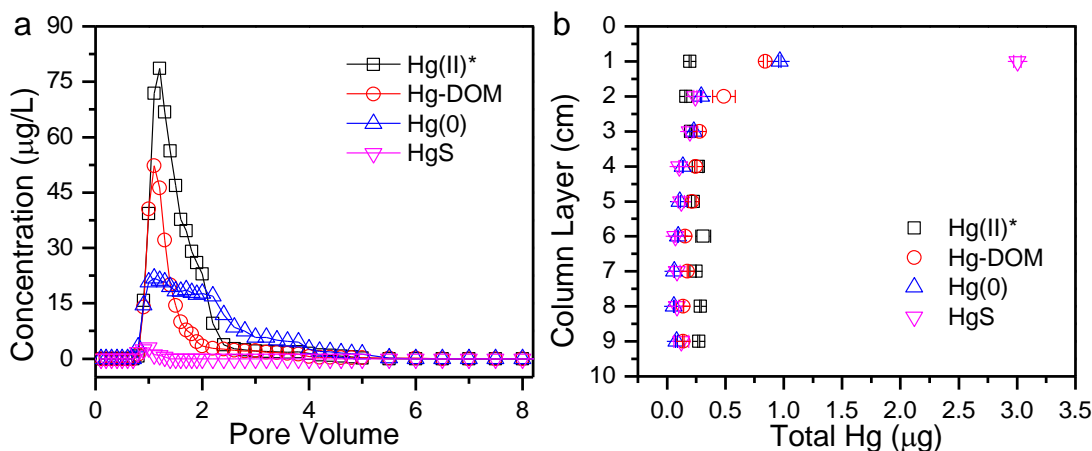 a
90
75
60
45
30
15
0
Concentration (μg/L)
Hg(II)*
Hg-DOM
Hg(0)
HgS
0 2 4 6 8
Pore Volume
b
0
1
2
3
4
5
6
7
8
9
10
Column Layer (cm)
Hg(II)*
Hg-DOM
Hg(0)
HgS
0.0 0.5 1.0 1.5 2.0 2.5 3.0 3.5
Total Hg (μg)